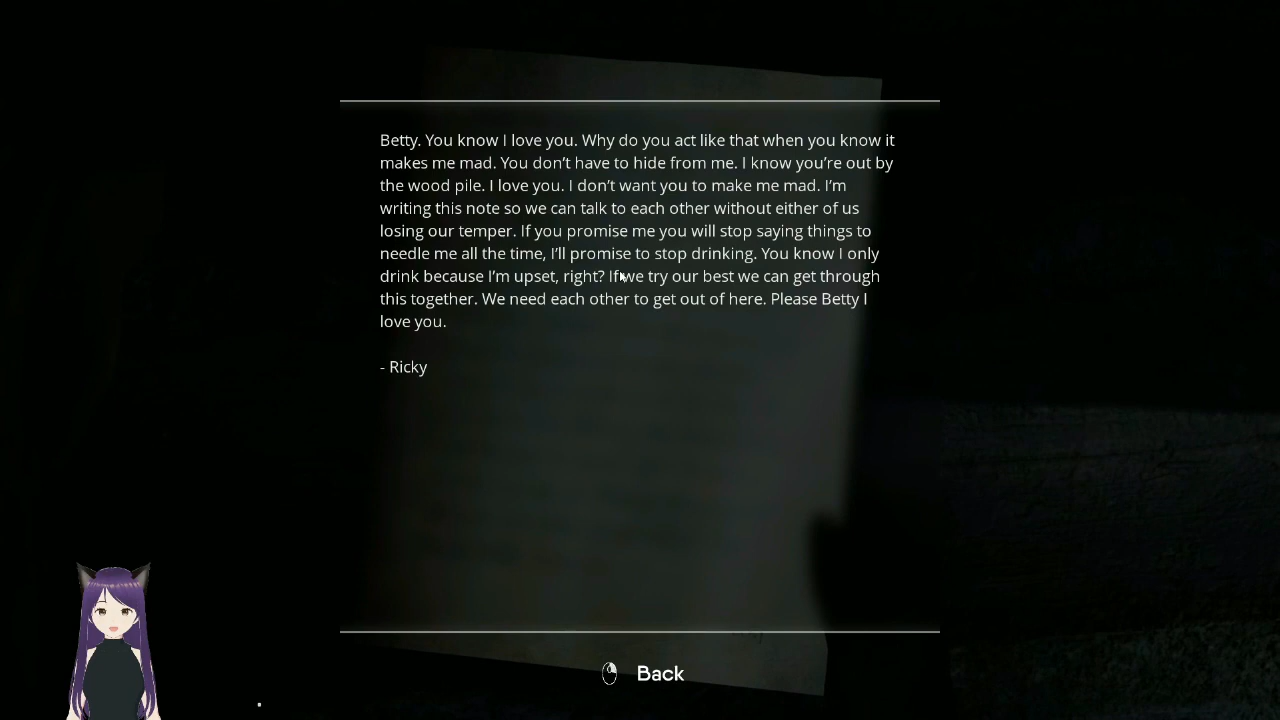 Betty. You know I love you. Why do you act like that when you know it
makes me mad. You don’t have to hide from me. I know you’re out by
the wood pile. I love you. I don’t want you to make me mad. I’m
writing this note so we can talk to each other without either of us
losing our temper. If you promise me you will stop saying things to
needle me all the time, I’ll promise to stop drinking. You know I only
drink because I’m upset, right? If we try our best we can get through
this together. We need each other to get out of here. Please Betty I
love you.
- Ricky
Back